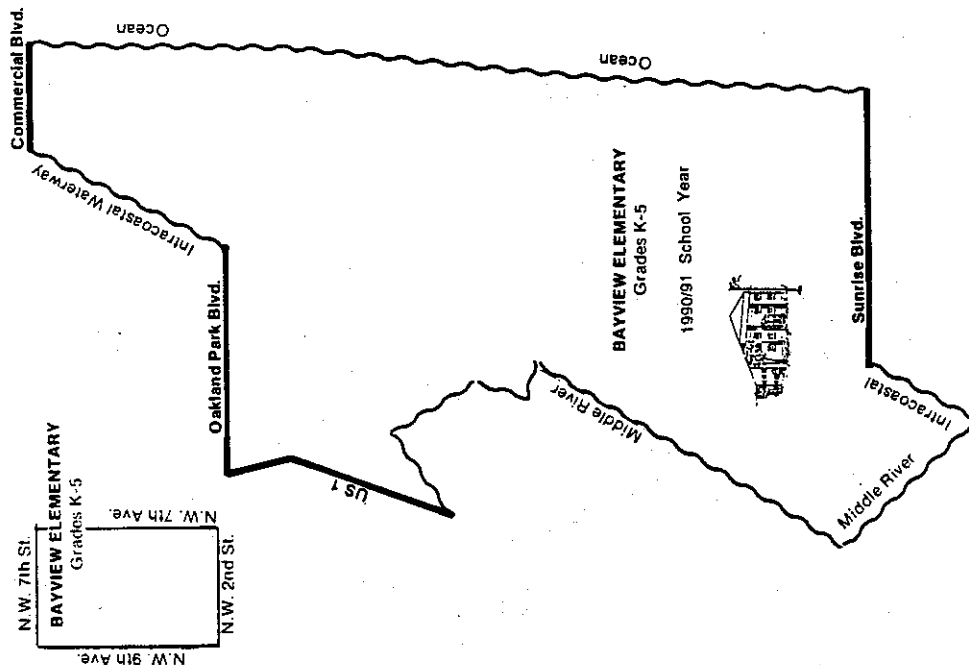 Commercial Blvd.
Ocean
Intracoastal Waterway
Oakland Park Blvd.
N.W. 7th St.
BAYVIEW ELEMENTARY
Grades K-5
N.W. 7th Ave.
N.W. 9th Ave.
N.W. 2nd St.
US 1
Ocean
BAYVIEW ELEMENTARY
Grades K-5
1990/91 School Year
Middle River
Sunrise Blvd.
Intracoastal
Middle River